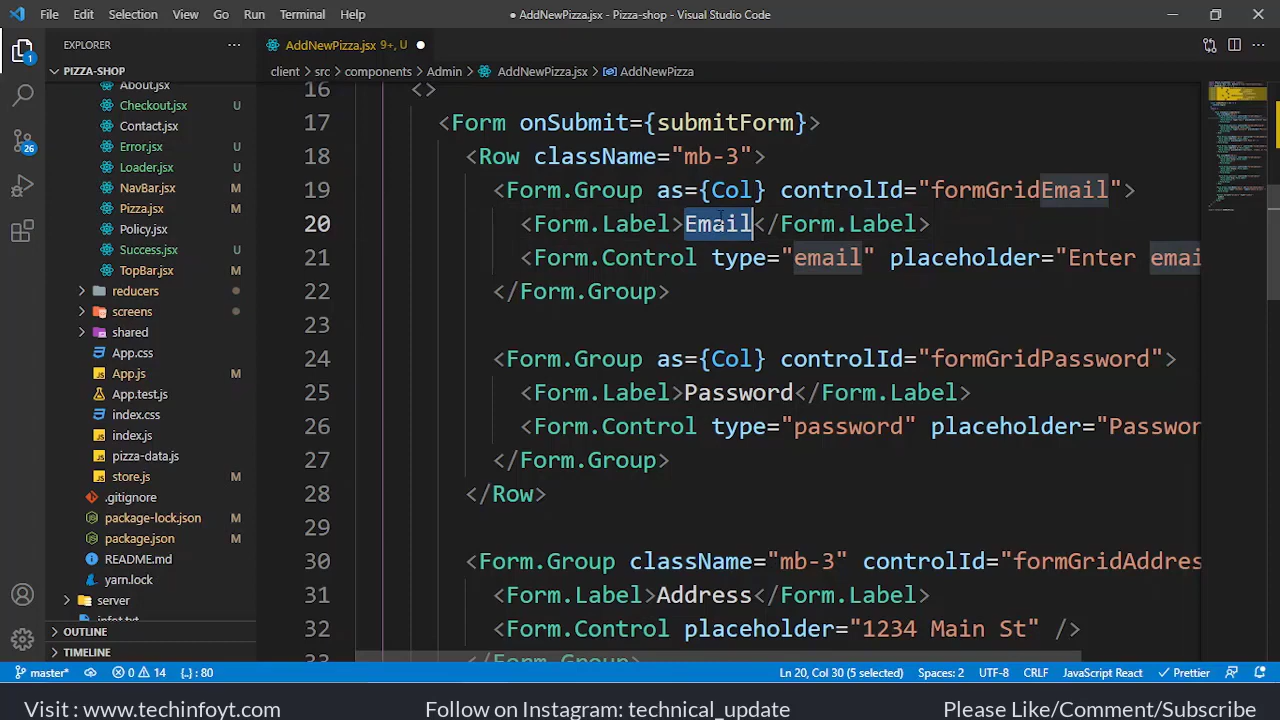 File Edit Selection View Go Run Terminal Help
● AddNewPizza.jsx - Pizza-shop - Visual Studio Code
EXPLORER
AddNewPizza.jsx 9+, U
PIZZA-SHOP
client > src > components > Admin > AddNewPizza.jsx > AddNewPizza
About.jsx
Checkout.jsx U
Contact.jsx
Error.jsx U
Loader.jsx U
NavBar.jsx M
Pizza.jsx M
Policy.jsx
Success.jsx U
TopBar.jsx M
reducers
screens
shared
App.css
App.js M
App.test.js
index.css
index.js
pizza-data.js
store.js M
.gitignore
package-lock.json M
package.json M
README.md
yarn.lock
server
OUTLINE
TIMELINE
1
26
16 <>
17 <Form onSubmit={submitForm}>
18 <Row className="mb-3">
19 <Form.Group as={Col} controlId="formGridEmail">
20 <Form.Label>Email</Form.Label>
21 <Form.Control type="email" placeholder="Enter emai
22 </Form.Group>
23
24 <Form.Group as={Col} controlId="formGridPassword">
25 <Form.Label>Password</Form.Label>
26 <Form.Control type="password" placeholder="Passwor
27 </Form.Group>
28 </Row>
29
30 <Form.Group className="mb-3" controlId="formGridAddres
31 <Form.Label>Address</Form.Label>
32 <Form.Control placeholder="1234 Main St" />
33 </Form.Group>
master* 0 14 {..} : 80 Ln 20, Col 30 (5 selected) Spaces: 2 UTF-8 CRLF JavaScript React Prettier
Visit : www.techinfoyt.com Follow on Instagram: technical_update Please Like/Comment/Subscribe